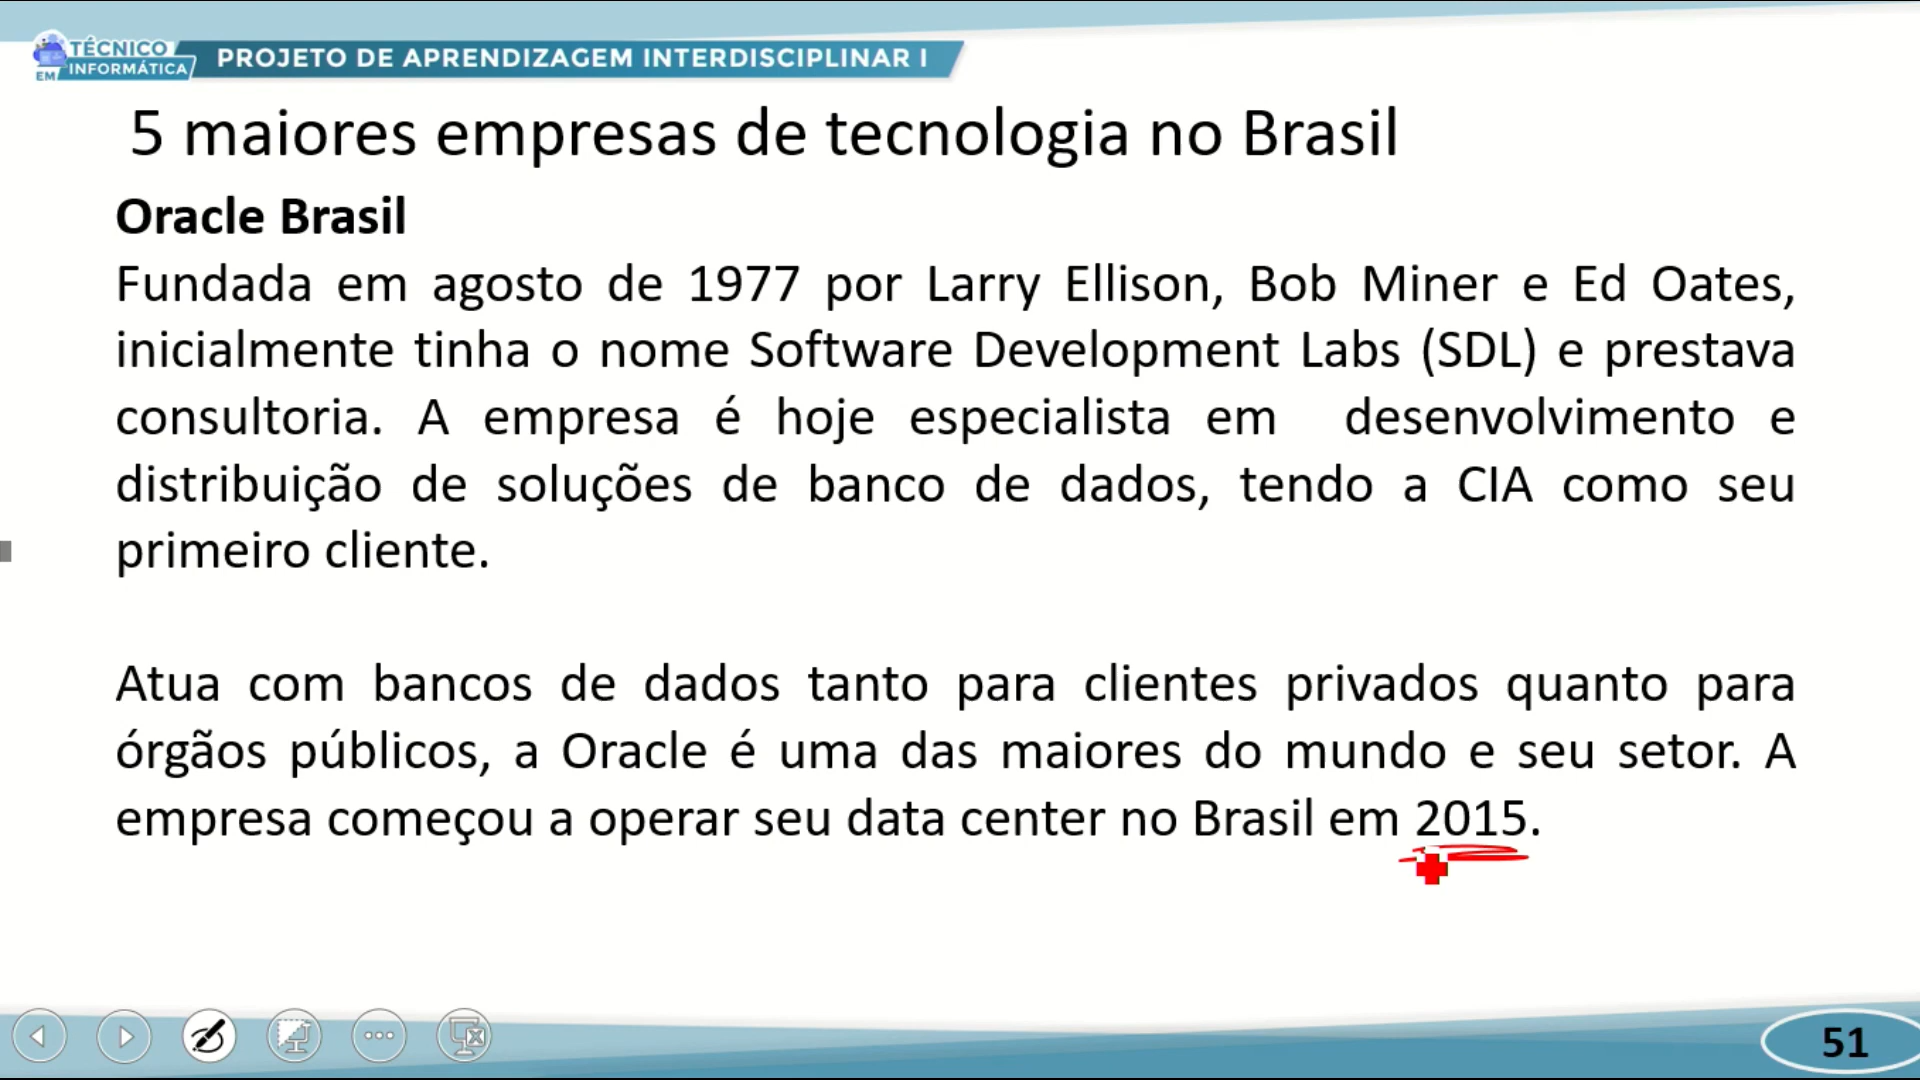 TÉCNICO
EM INFORMÁTICA
PROJETO DE APRENDIZAGEM INTERDISCIPLINAR I
5 maiores empresas de tecnologia no Brasil
Oracle Brasil
Fundada em agosto de 1977 por Larry Ellison, Bob Miner e Ed Oates,
inicialmente tinha o nome Software Development Labs (SDL) e prestava
consultoria. A empresa é hoje especialista em desenvolvimento e
distribuição de soluções de banco de dados, tendo a CIA como seu
primeiro cliente.
Atua com bancos de dados tanto para clientes privados quanto para
órgãos públicos, a Oracle é uma das maiores do mundo e seu setor. A
empresa começou a operar seu data center no Brasil em 2015.
51